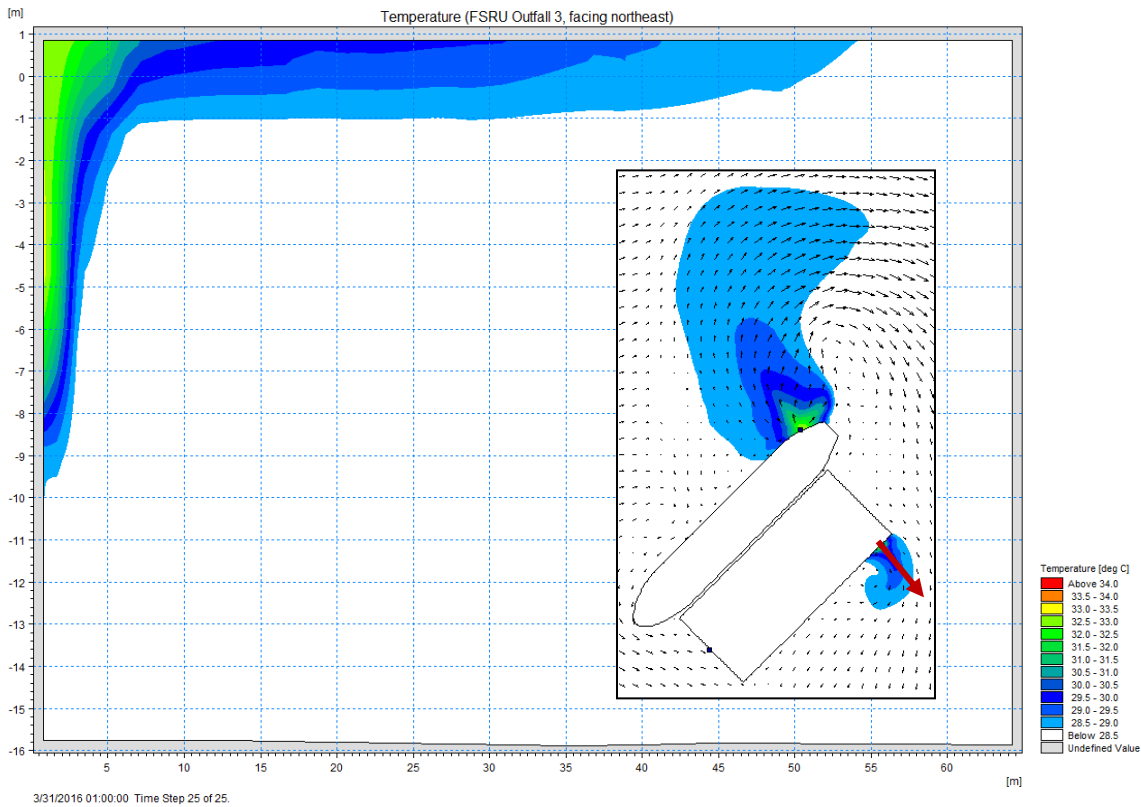 [m]
Temperature (FSRU Outfall 3, facing northeast)
1
0
-1
-2
-3
-4
-5
-6
-7
-8
-9
-10
-11
-12
-13
-14
-15
-16
5
10
15
20
25
30
35
40
45
50
55
60
[m]
Temperature [deg C]
Above 34.0
33.5 - 34.0
33.0 - 33.5
32.5 - 33.0
32.0 - 32.5
31.5 - 32.0
31.0 - 31.5
30.5 - 31.0
30.0 - 30.5
29.5 - 30.0
29.0 - 29.5
28.5 - 29.0
Below 28.5
Undefined Value
3/31/2016 01:00:00 Time Step 25 of 25.